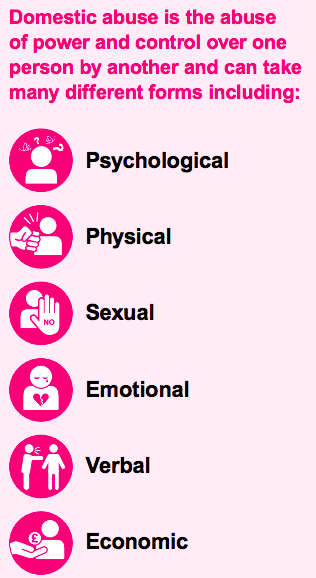 Domestic abuse is the abuse
of power and control over one
person by another and can take
many different forms including:
? ?
Psychological
Physical
NO
Sexual
Emotional
Verbal
£
Economic